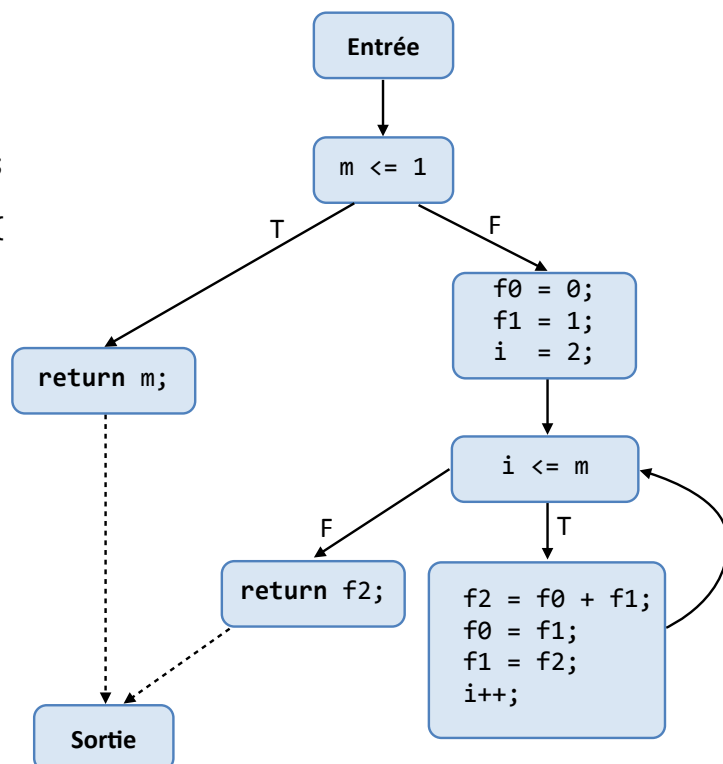 Entrée
m <= 1
T
F
f0 = 0;
f1 = 1;
i  = 2;
return m;
i <= m
F
T
return f2;
f2 = f0 + f1;
f0 = f1;
f1 = f2;
i++;
Sortie